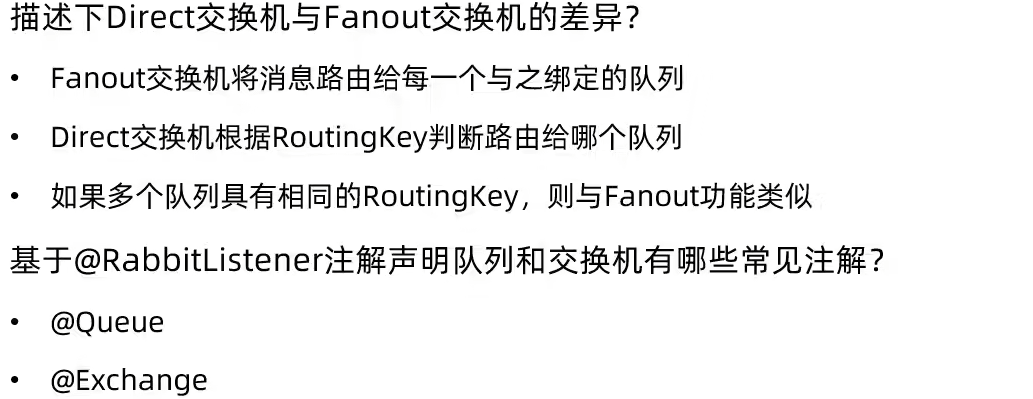 描述下Direct交换机与Fanout交换机的差异？
• Fanout交换机将消息路由给每一个与之绑定的队列
• Direct交换机根据RoutingKey判断路由给哪个队列
• 如果多个队列具有相同的RoutingKey，则与Fanout功能类似
基于@RabbitListener注解声明队列和交换机有哪些常见注解？
• @Queue
• @Exchange